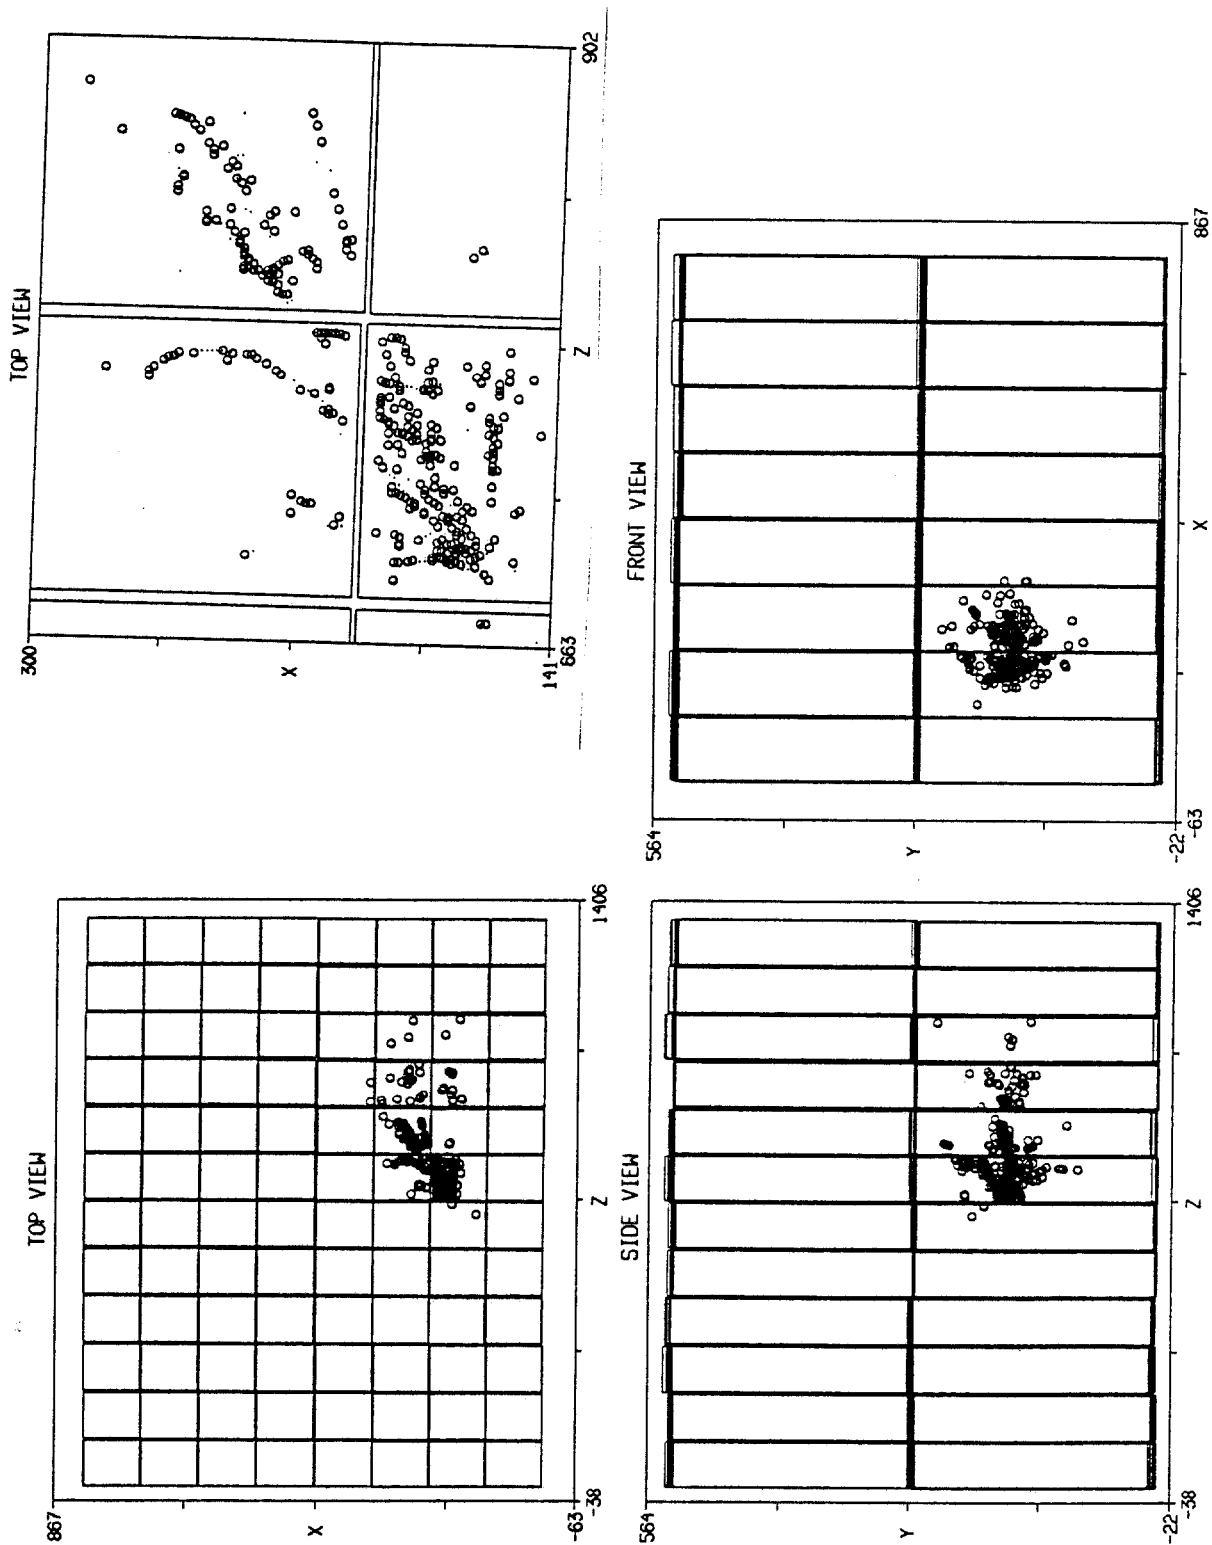 TOP VIEW
867
X
-63
-38
Z
1406
TOP VIEW
300
X
141
663
Z
902
SIDE VIEW
564
Y
-22
-38
Z
1406
FRONT VIEW
564
Y
-22
-63
X
867